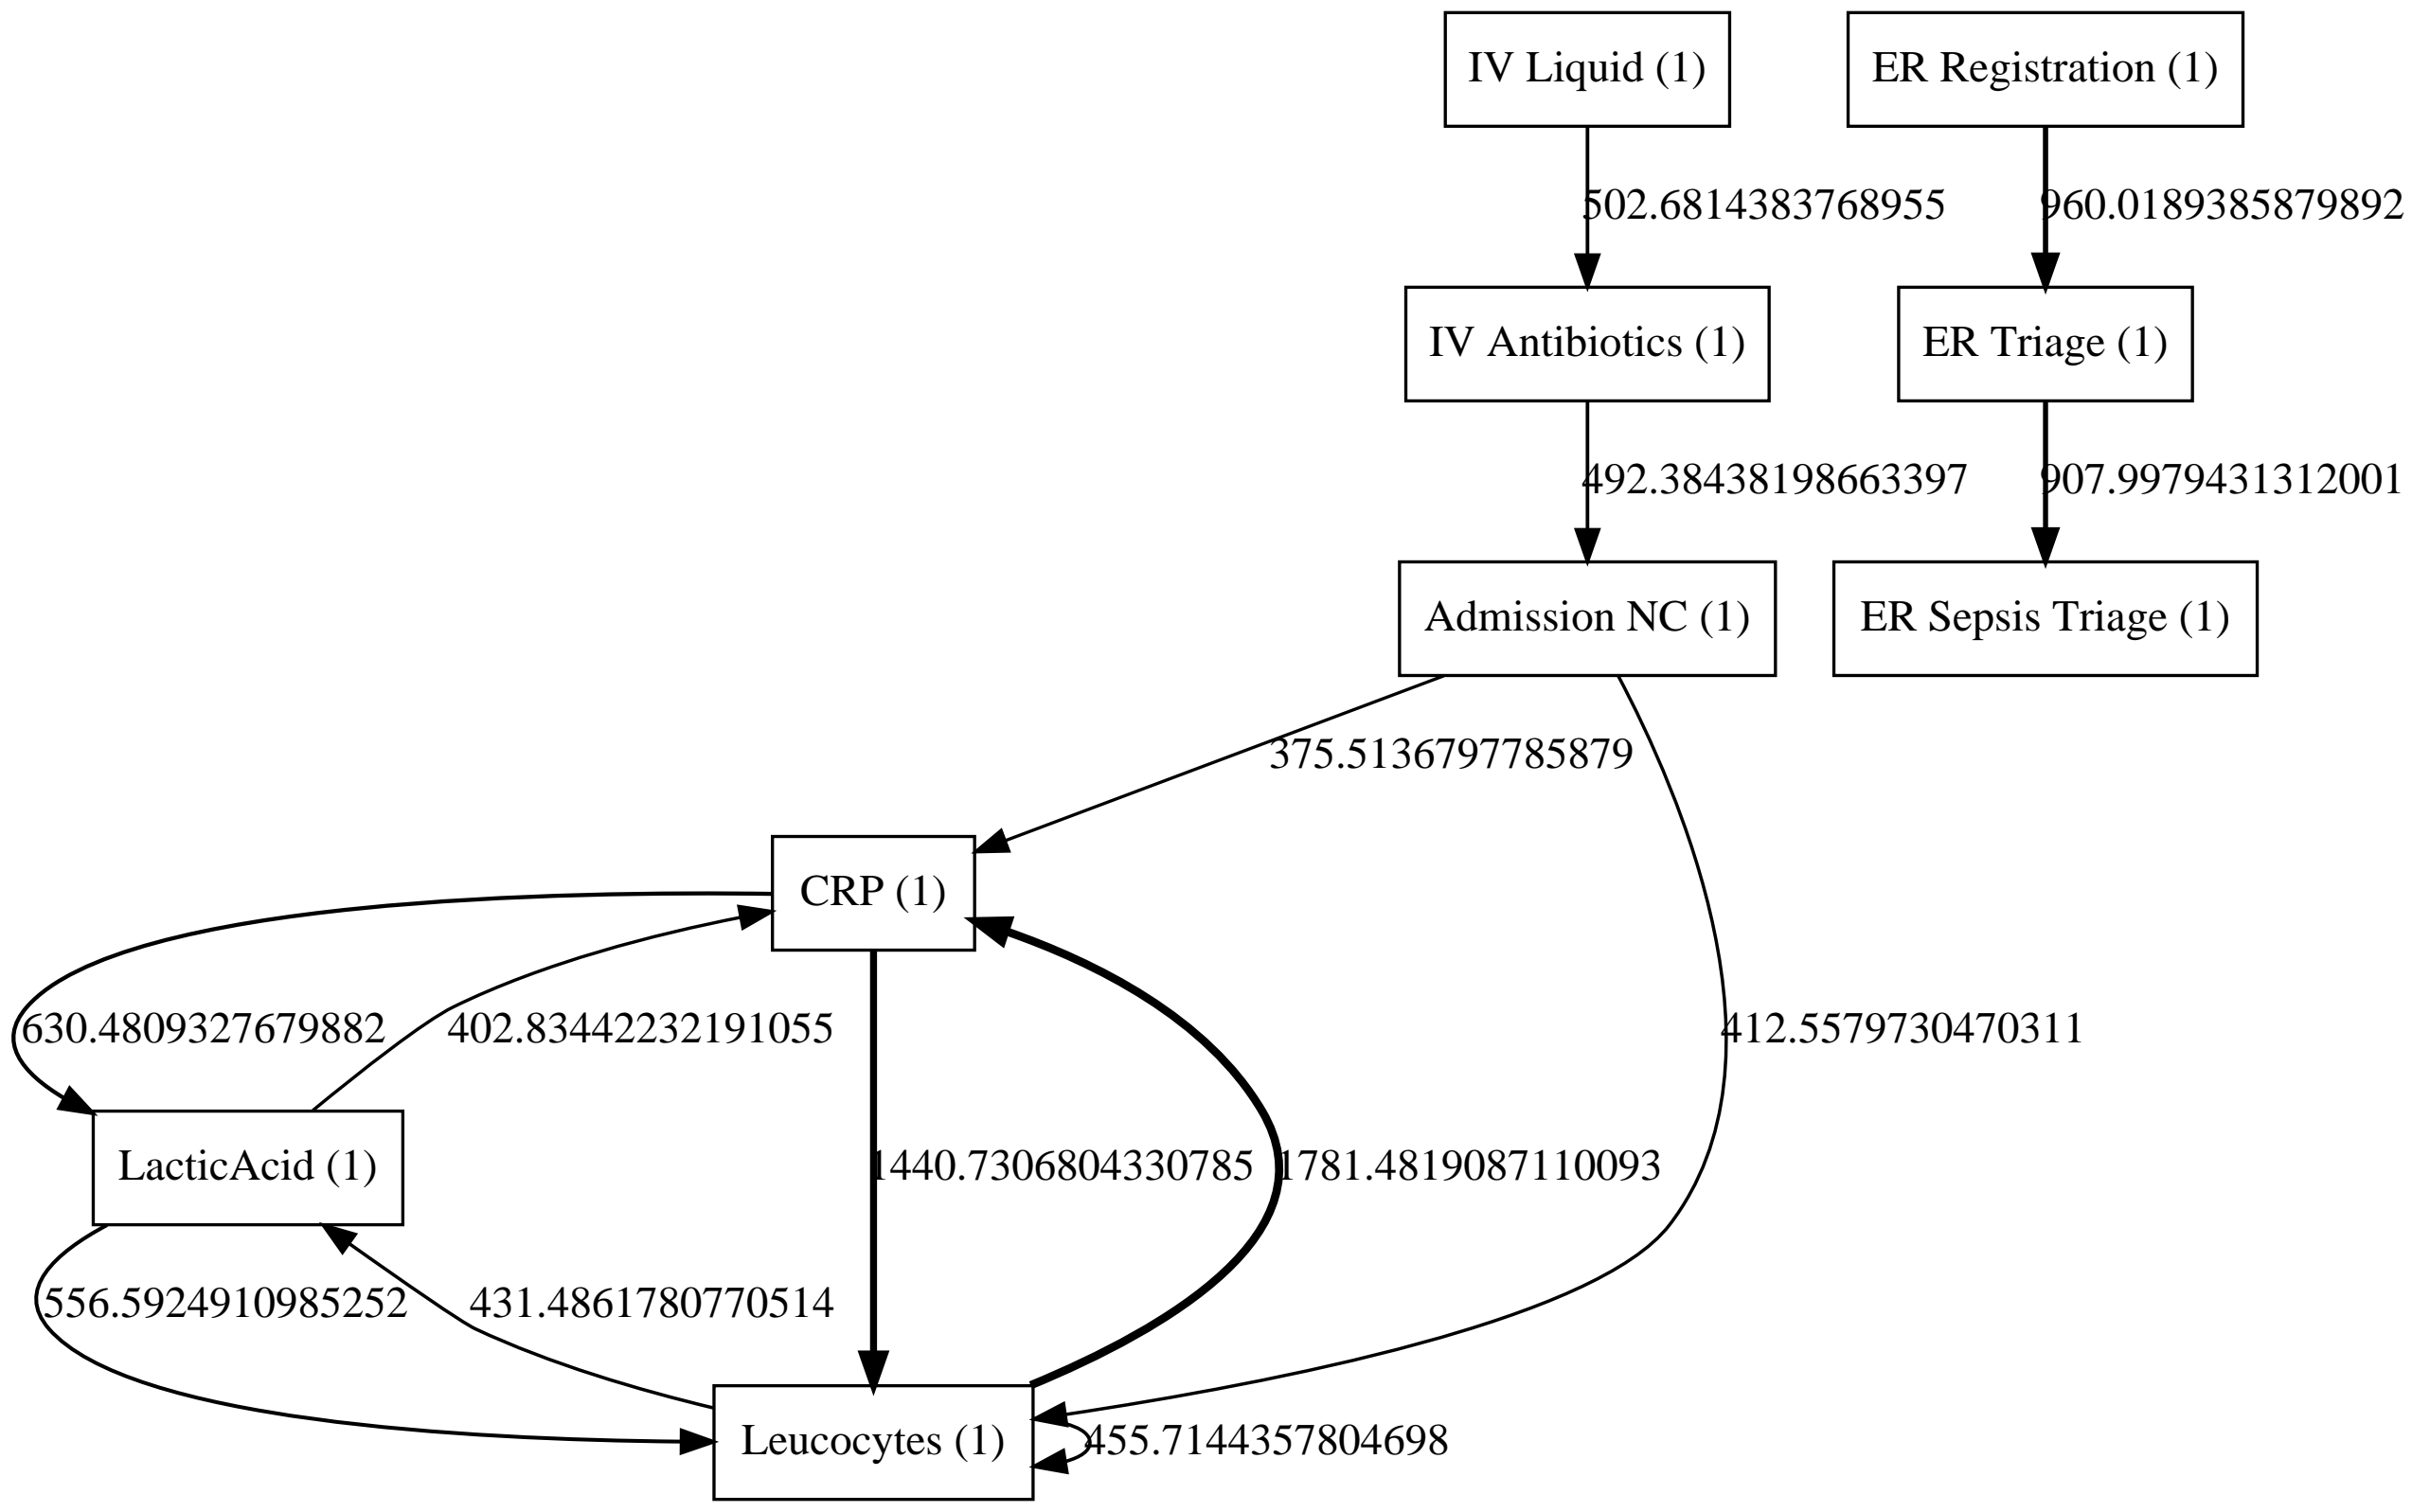 IV Liquid (1)
ER Registration (1)
502.6814383768955
960.0189385879892
IV Antibiotics (1)
ER Triage (1)
492.38438198663397
907.9979431312001
Admission NC (1)
ER Sepsis Triage (1)
375.5136797785879
CRP (1)
630.4809327679882
402.83442232191055
412.5579730470311
LacticAcid (1)
1440.7306804330785
1781.4819087110093
556.5924910985252
431.4861780770514
Leucocytes (1)
455.7144357804698